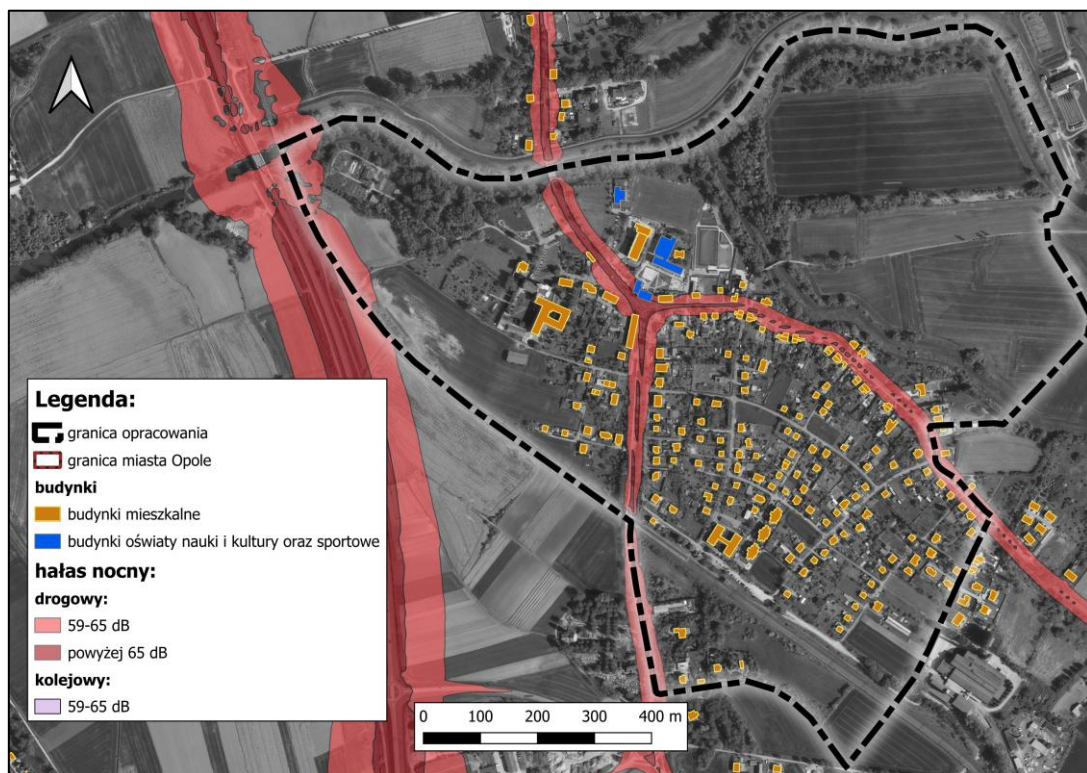 Legenda:
granica opracowania
granica miasta Opole
budynki
budynki mieszkalne
budynki oświaty nauki i kultury oraz sportowe
hałas nocny:
drogowy:
59-65 dB
powyżej 65 dB
kolejowy:
59-65 dB
0 100 200 300 400 m